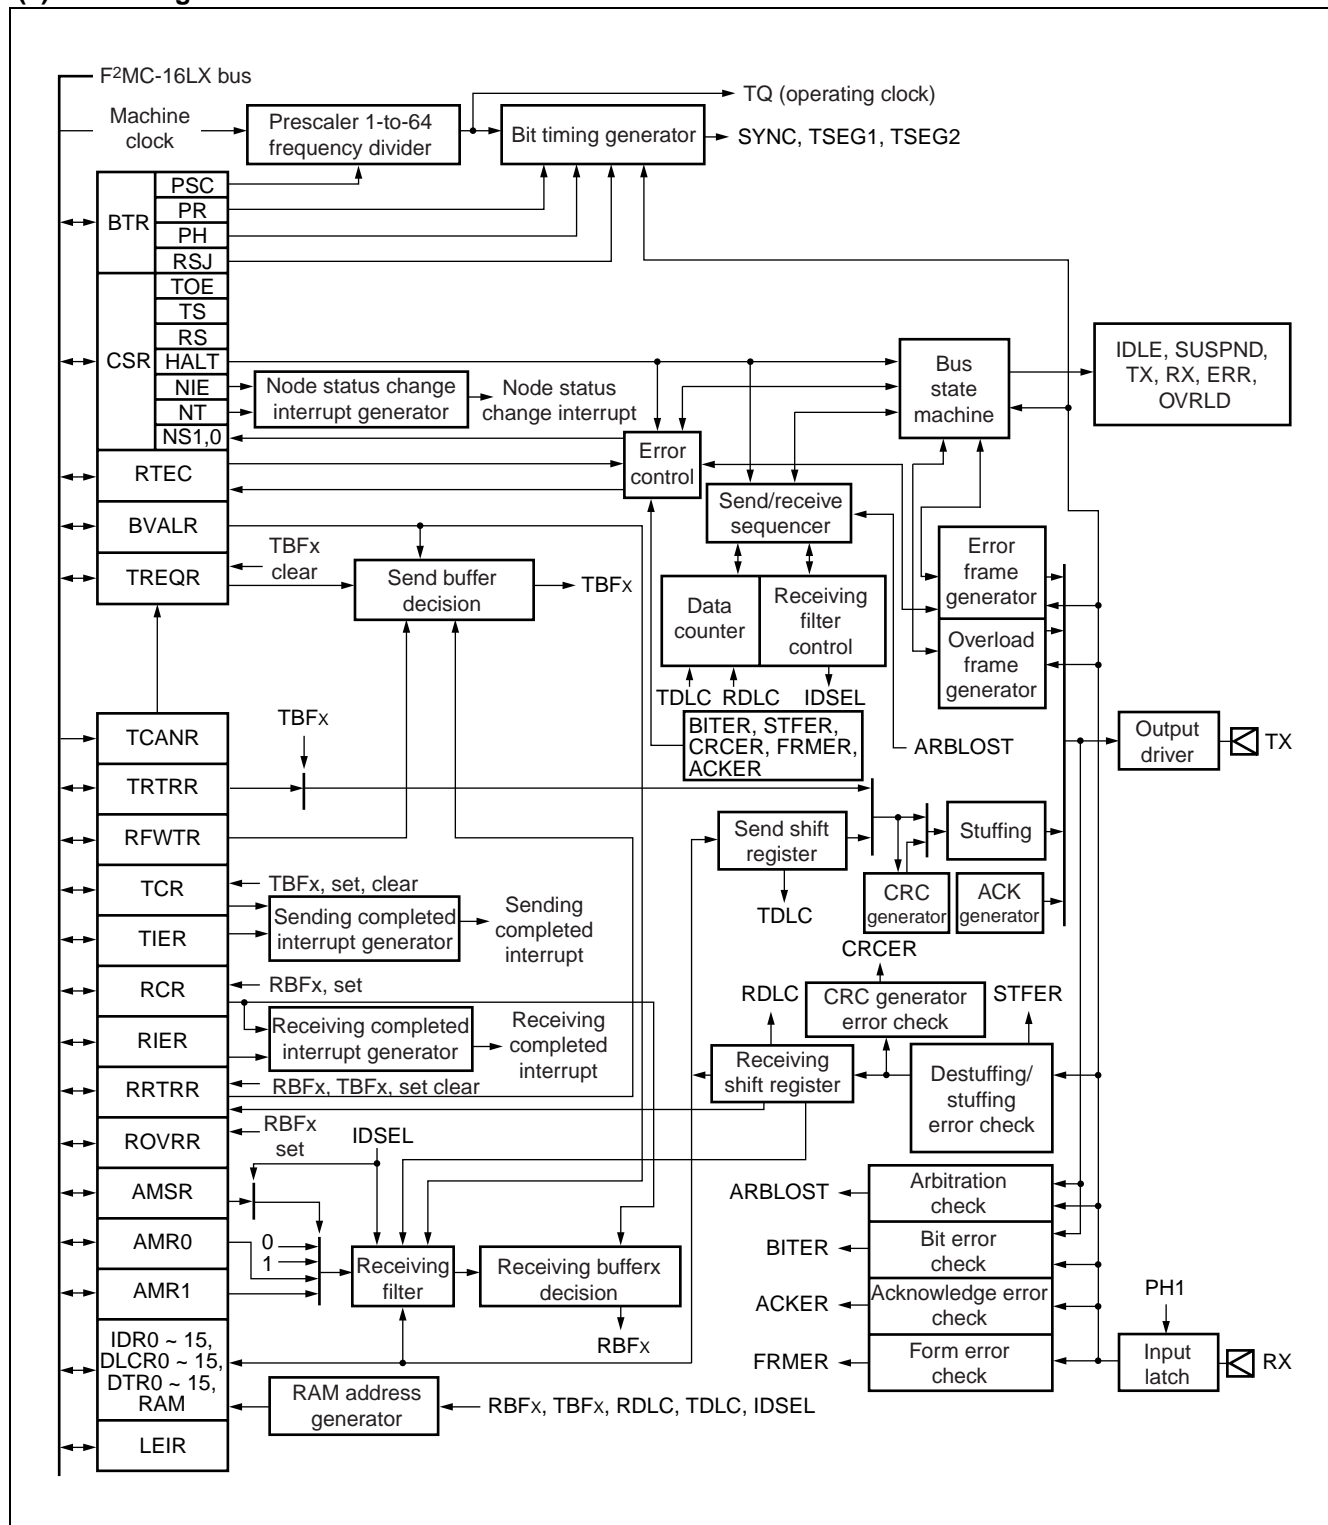 F2MC-16LX bus
TQ (operating clock)
Machine
clock
Prescaler 1-to-64
frequency divider
Bit timing generator
SYNC, TSEG1, TSEG2
BTR
PSC
PR
PH
RSJ
CSR
TOE
TS
RS
HALT
NIE
NT
NS1,0
Node status change
interrupt generator
Node status
change interrupt
Bus
state
machine
IDLE, SUSPND,
TX, RX, ERR,
OVRLD
Error
control
RTEC
BVALR
TREQR
TBFx
clear
Send buffer
decision
TBFx
Send/receive
sequencer
Data
counter
Receiving
filter
control
Error
frame
generator
Overload
frame
generator
TDLC
RDLC
IDSEL
BITER, STFER,
CRCER, FRMER,
ACKER
ARBLOST
Output
driver
TX
TCANR
TBFx
TRTRR
RFWTR
Send shift
register
Stuffing
TDLC
CRC
generator
ACK
generator
TCR
TBFx, set, clear
TIER
Sending completed
interrupt generator
Sending
completed
interrupt
CRCER
RCR
RBFx, set
RDLC
CRC generator
error check
STFER
RIER
Receiving completed
interrupt generator
Receiving
completed
interrupt
Receiving
shift register
Destuffing/
stuffing
error check
RRTRR
RBFx, TBFx, set clear
ROVRR
RBFx
set
IDSEL
AMSR
ARBLOST
Arbitration
check
AMR0
0
1
Receiving
filter
Receiving bufferx
decision
BITER
Bit error
check
AMR1
ACKER
Acknowledge error
check
PH1
RBFx
FRMER
Form error
check
Input
latch
RX
IDR0 ~ 15,
DLCR0 ~ 15,
DTR0 ~ 15,
RAM
RAM address
generator
RBFx, TBFx, RDLC, TDLC, IDSEL
LEIR